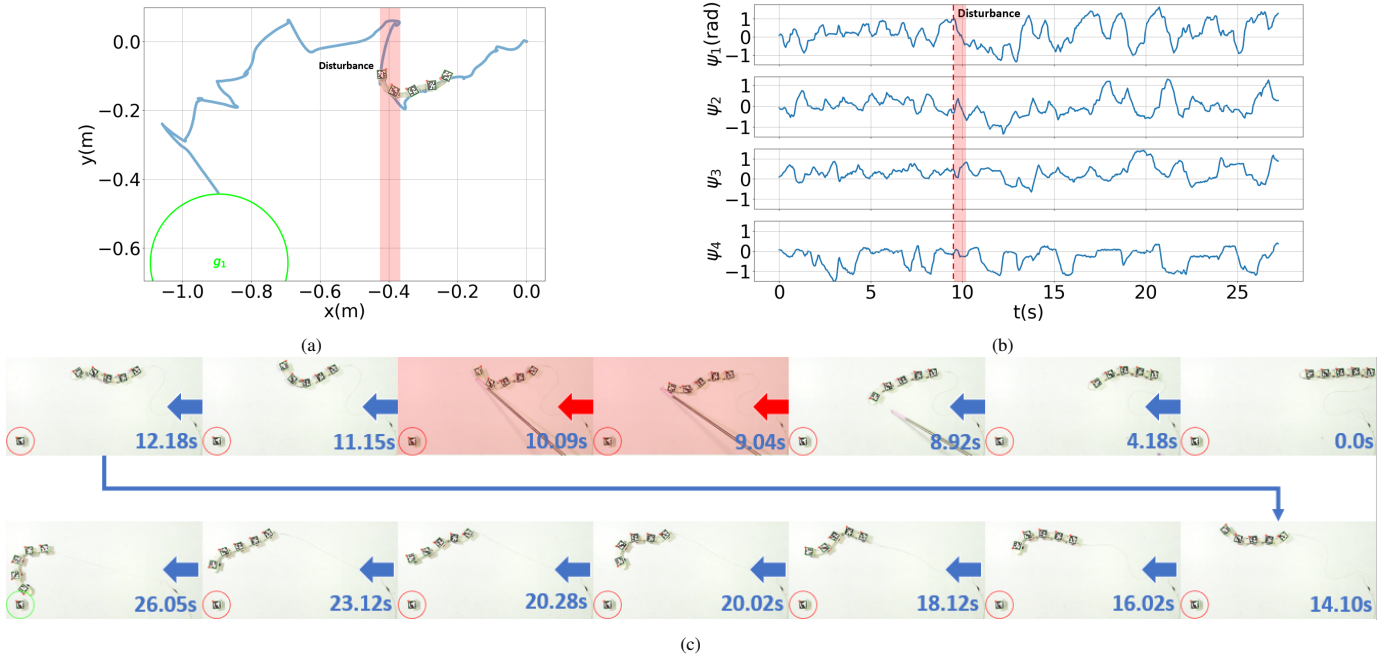 0.0
−0.2
−0.4
−0.6
y(m)
Disturbance
g₁
−1.0
−0.8
−0.6
−0.4
−0.2
0.0
x(m)
(a)
Disturbance
1
0
−1
ψ₁(rad)
1
0
−1
ψ₂
1
0
−1
ψ₃
1
0
−1
ψ₄
0
5
10
15
20
25
t(s)
(b)
12.18s
11.15s
10.09s
9.04s
8.92s
4.18s
0.0s
26.05s
23.12s
20.28s
20.02s
18.12s
16.02s
14.10s
(c)